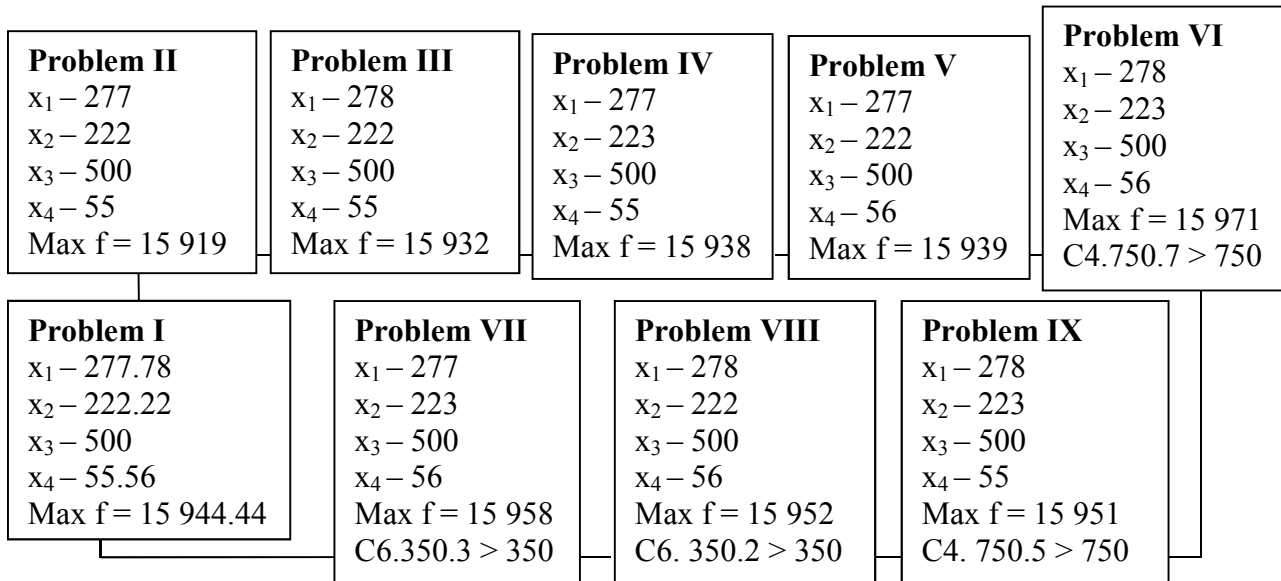 Problem II
x₁ – 277
x₂ – 222
x₃ – 500
x₄ – 55
Max f = 15 919
Problem III
x₁ – 278
x₂ – 222
x₃ – 500
x₄ – 55
Max f = 15 932
Problem IV
x₁ – 277
x₂ – 223
x₃ – 500
x₄ – 55
Max f = 15 938
Problem V
x₁ – 277
x₂ – 222
x₃ – 500
x₄ – 56
Max f = 15 939
Problem VI
x₁ – 278
x₂ – 223
x₃ – 500
x₄ – 56
Max f = 15 971
C4.750.7 > 750
Problem I
x₁ – 277.78
x₂ – 222.22
x₃ – 500
x₄ – 55.56
Max f = 15 944.44
Problem VII
x₁ – 277
x₂ – 223
x₃ – 500
x₄ – 56
Max f = 15 958
C6.350.3 > 350
Problem VIII
x₁ – 278
x₂ – 222
x₃ – 500
x₄ – 56
Max f = 15 952
C6. 350.2 > 350
Problem IX
x₁ – 278
x₂ – 223
x₃ – 500
x₄ – 55
Max f = 15 951
C4. 750.5 > 750